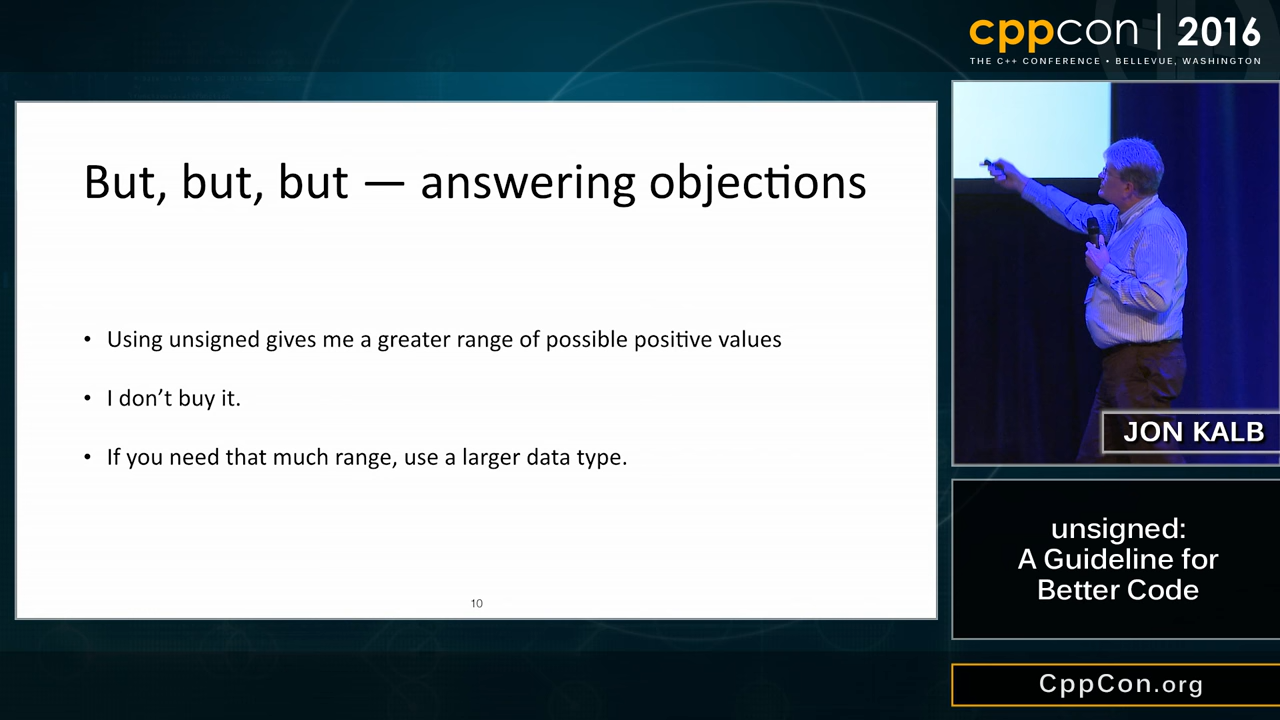 cppcon | 2016
THE C++ CONFERENCE • BELLEVUE, WASHINGTON
But, but, but — answering objections
• Using unsigned gives me a greater range of possible positive values
• I don’t buy it.
• If you need that much range, use a larger data type.
10
JON KALB
unsigned:
A Guideline for
Better Code
CppCon.org